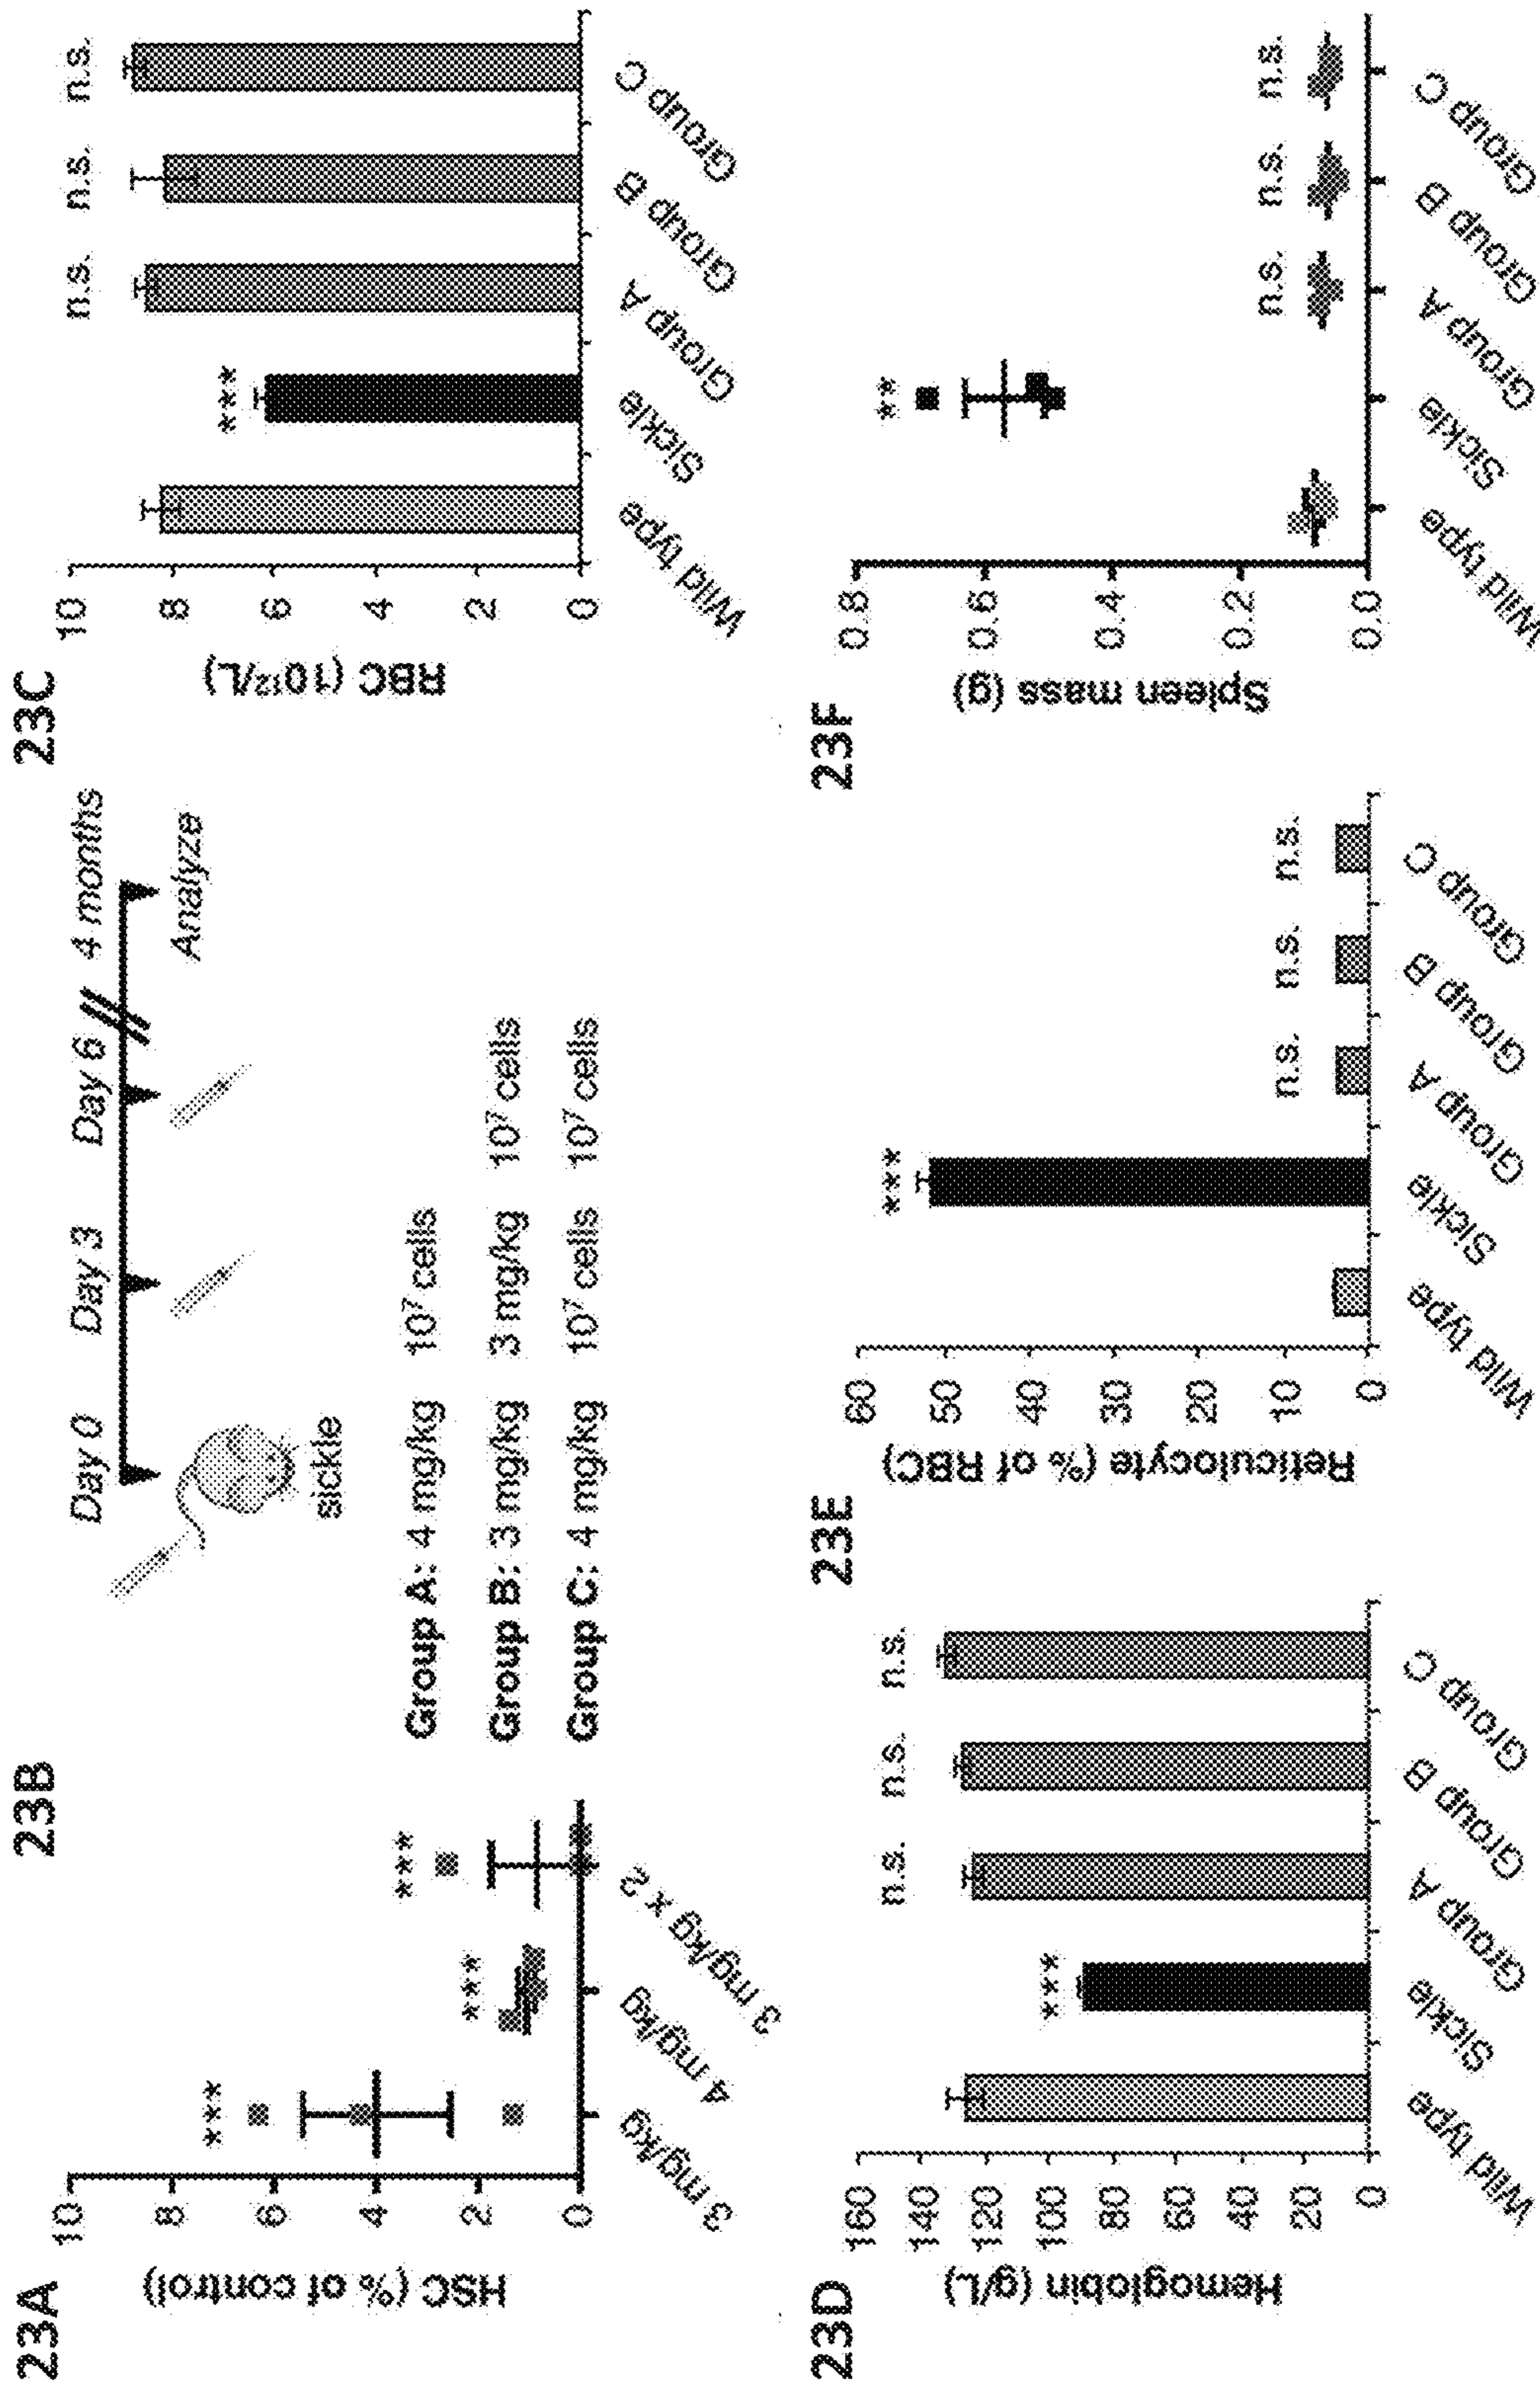 23A
HSC (% of control)
10
8
6
4
2
0
***
***
***
3 mg/kg
4 mg/kg
3 mg/kg x 2
23B
Day 0 Day 3 Day 6 4 months
Analyze
sickle
Group A: 4 mg/kg 10⁷ cells
Group B: 3 mg/kg 3 mg/kg 10⁷ cells
Group C: 4 mg/kg 10⁷ cells 10⁷ cells
23C
RBC (10¹²/L)
10
8
6
4
2
0
***
n.s.
n.s.
n.s.
Wild type
Sickle
Group A
Group B
Group C
23D
Hemoglobin (g/L)
160
140
120
100
80
60
40
20
0
***
n.s.
n.s.
n.s.
Wild type
Sickle
Group A
Group B
Group C
23E
Reticulocyte (% of RBC)
60
50
40
30
20
10
0
***
n.s.
n.s.
n.s.
Wild type
Sickle
Group A
Group B
Group C
23F
Spleen mass (g)
0.8
0.6
0.4
0.2
0.0
**
n.s.
n.s.
n.s.
Wild type
Sickle
Group A
Group B
Group C